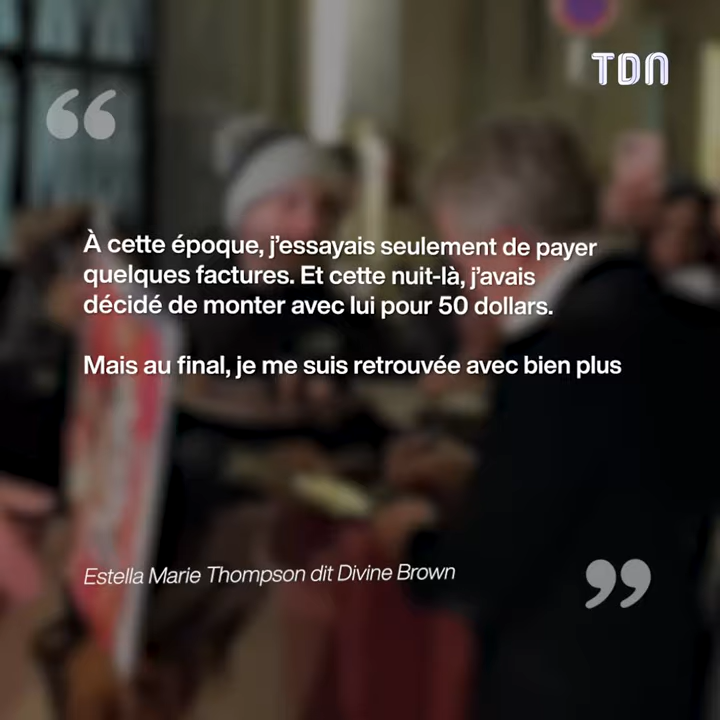 TDN
“
À cette époque, j’essayais seulement de payer
quelques factures. Et cette nuit-là, j’avais
décidé de monter avec lui pour 50 dollars.
Mais au final, je me suis retrouvée avec bien plus
Estella Marie Thompson dit Divine Brown
”